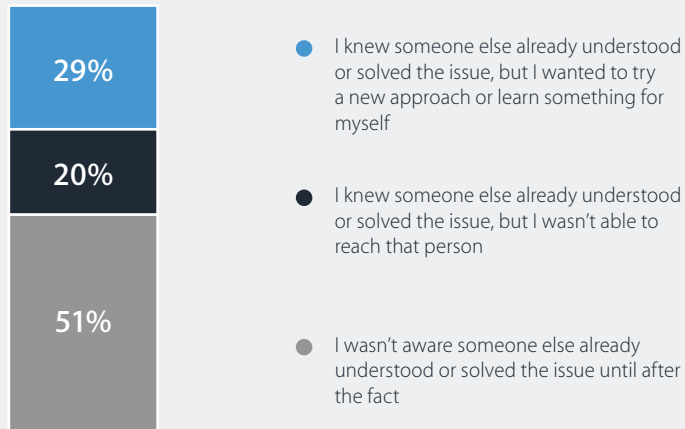 29%
20%
51%
I knew someone else already understood
or solved the issue, but I wanted to try
a new approach or learn something for
myself
I knew someone else already understood
or solved the issue, but I wasn't able to
reach that person
I wasn't aware someone else already
understood or solved the issue until after
the fact